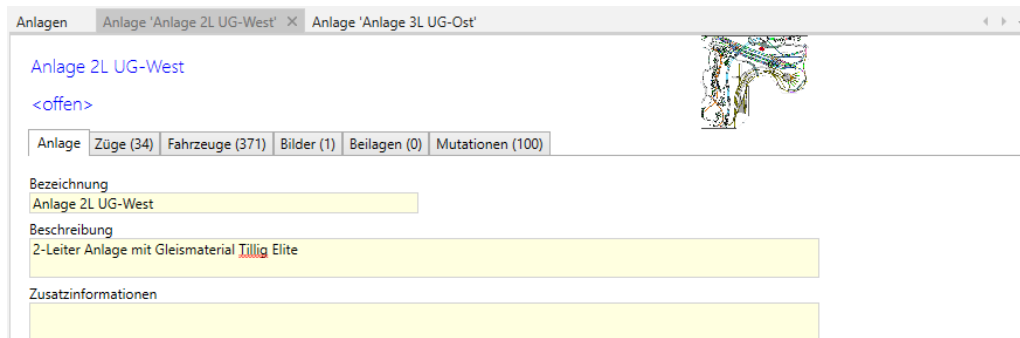 Anlagen Anlage 'Anlage 2L UG-West' Anlage 'Anlage 3L UG-Ost'
Anlage 2L UG-West
<offen>
Anlage Züge (34) Fahrzeuge (371) Bilder (1) Beilagen (0) Mutationen (100)
Bezeichnung
Anlage 2L UG-West
Beschreibung
2-Leiter Anlage mit Gleismaterial Tillig Elite
Zusatzinformationen